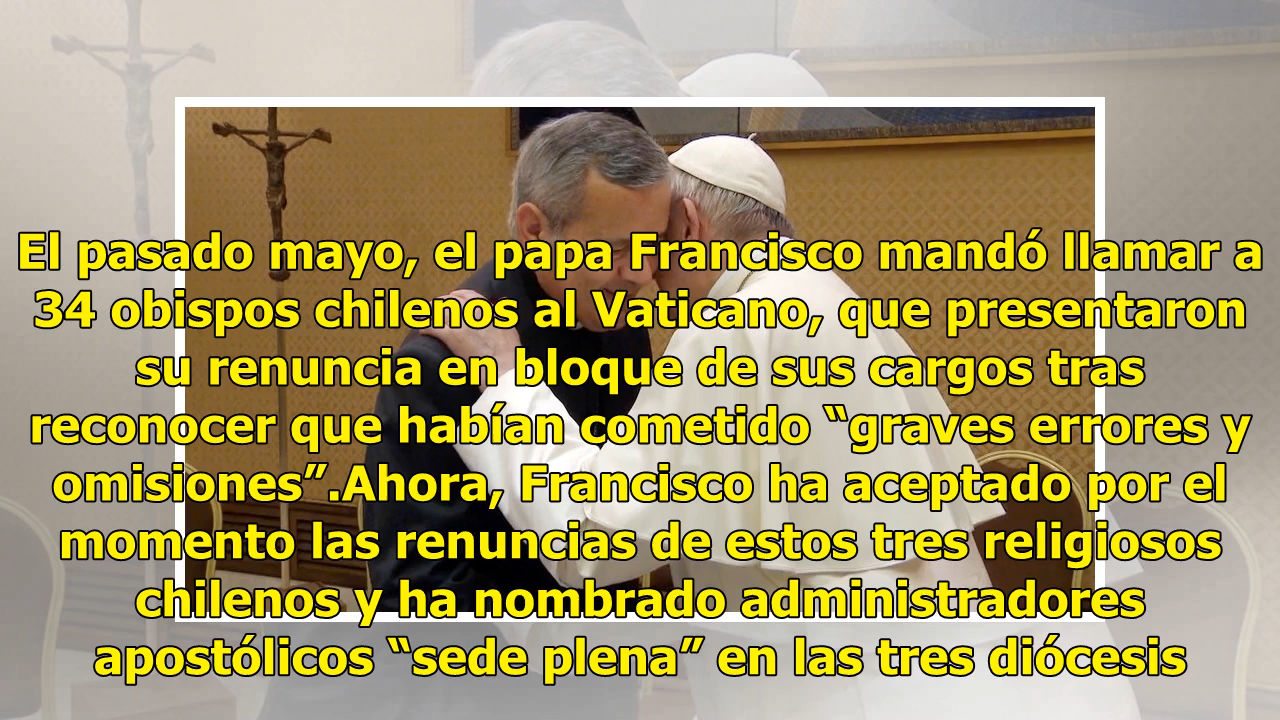 El pasado mayo, el papa Francisco mandó llamar a
34 obispos chilenos al Vaticano, que presentaron
su renuncia en bloque de sus cargos tras
reconocer que habían cometido “graves errores y
omisiones”.Ahora, Francisco ha aceptado por el
momento las renuncias de estos tres religiosos
chilenos y ha nombrado administradores
apostólicos “sede plena” en las tres diócesis